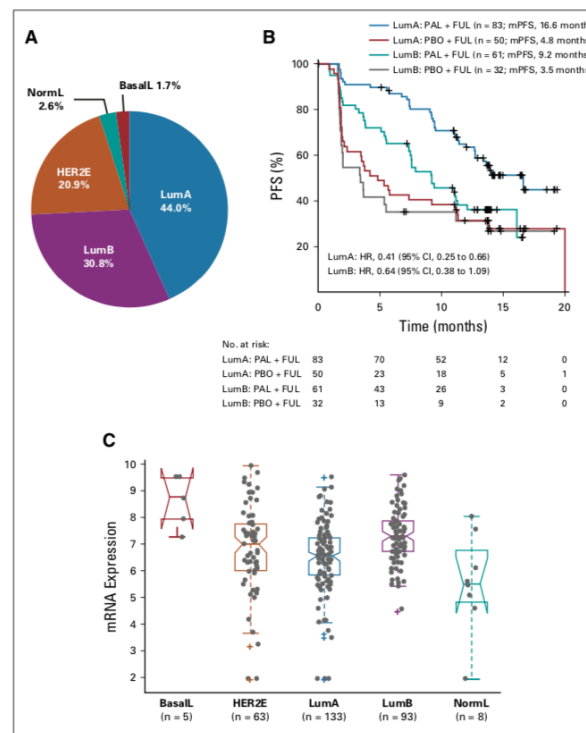 A
BasalL 1.7%
NormL
2.6%
HER2E
20.9%
LumA
44.0%
LumB
30.8%
B
LumA: PAL + FUL (n = 83; mPFS, 16.6 month
LumA: PBO + FUL (n = 50; mPFS, 4.8 month
LumB: PAL + FUL (n = 61; mPFS, 9.2 month
LumB: PBO + FUL (n = 32; mPFS, 3.5 month
PFS (%)
100
80
60
40
20
LumA: HR, 0.41 (95% CI, 0.25 to 0.66)
LumB: HR, 0.64 (95% CI, 0.38 to 1.09)
0 5 10 15 20
Time (months)
No. at risk:
LumA: PAL + FUL 83 70 52 12 0
LumA: PBO + FUL 50 23 18 5 1
LumB: PAL + FUL 61 43 26 3 0
LumB: PBO + FUL 32 13 9 2 0
C
mRNA Expression
10
9
8
7
6
5
4
3
2
BasalL HER2E LumA LumB NormL
(n = 5) (n = 63) (n = 133) (n = 93) (n = 8)